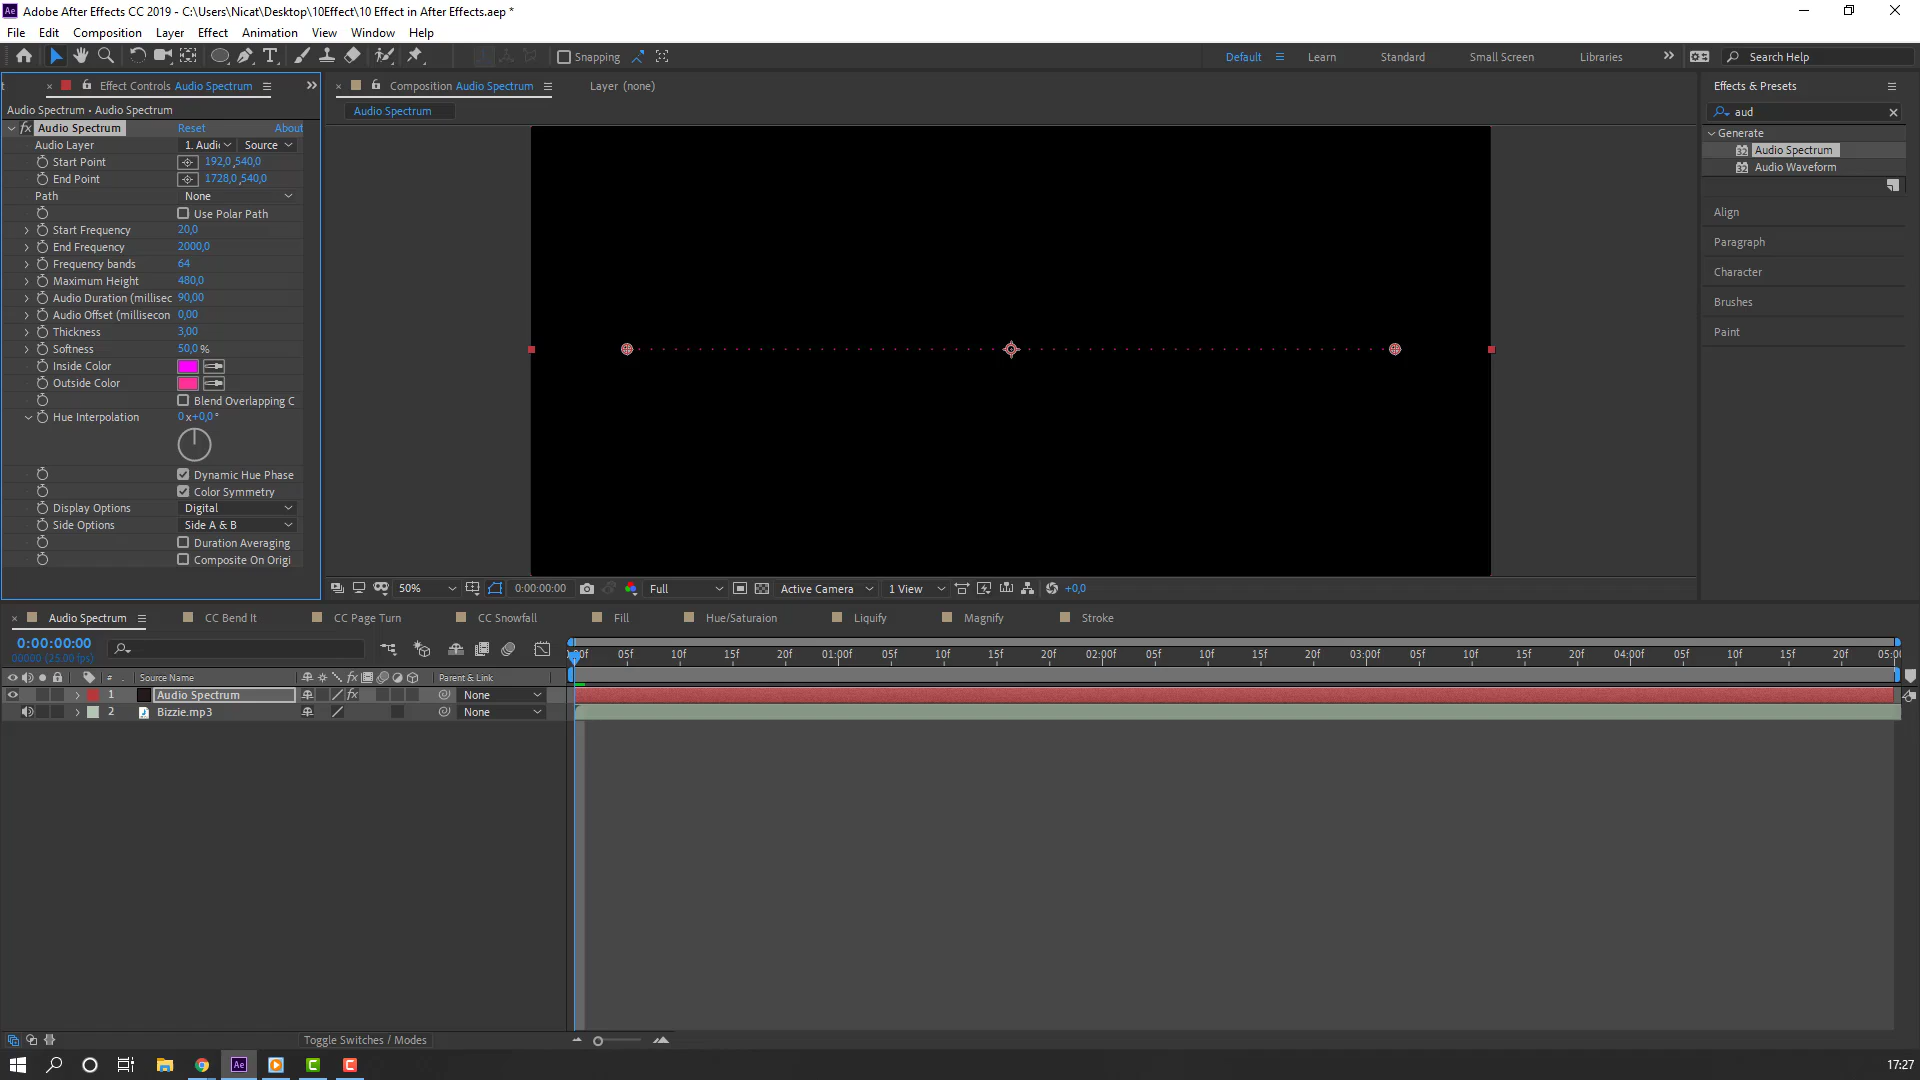 Adobe After Effects CC 2019 - C:\Users\Nicat\Desktop\10Effect\10 Effect in After Effects.aep *
File Edit Composition Layer Effect Animation View Window Help
Snapping
Default Learn Standard Small Screen Libraries Search Help
Effect Controls Audio Spectrum
Composition Audio Spectrum Layer (none)
Effects & Presets
Audio Spectrum • Audio Spectrum
Audio Spectrum
aud
fx Audio Spectrum Reset About
Generate
Audio Layer 1. Audi Source
Audio Spectrum
Start Point 192,0 ,540,0
Audio Waveform
End Point 1728,0 ,540,0
Path None
Use Polar Path
Align
Start Frequency 20,0
Paragraph
End Frequency 2000,0
Frequency bands 64
Character
Maximum Height 480,0
Audio Duration (millisec 90,00
Brushes
Audio Offset (millisecon 0,00
Thickness 3,00
Paint
Softness 50,0 %
Inside Color
Outside Color
Blend Overlapping C
Hue Interpolation 0 x+0,0 °
Dynamic Hue Phase
Color Symmetry
Display Options Digital
Side Options Side A & B
Duration Averaging
Composite On Origi
50% 0:00:00:00 Full Active Camera 1 View +0,0
Audio Spectrum CC Bend It CC Page Turn CC Snowfall Fill Hue/Saturaion Liquify Magnify Stroke
0:00:00:00
00000 (25.00 fps)
:00f 05f 10f 15f 20f 01:00f 05f 10f 15f 20f 02:00f 05f 10f 15f 20f 03:00f 05f 10f 15f 20f 04:00f 05f 10f 15f 20f 05:0
# Source Name fx Parent & Link
1 Audio Spectrum fx None
2 Bizzie.mp3 None
Toggle Switches / Modes
17:27